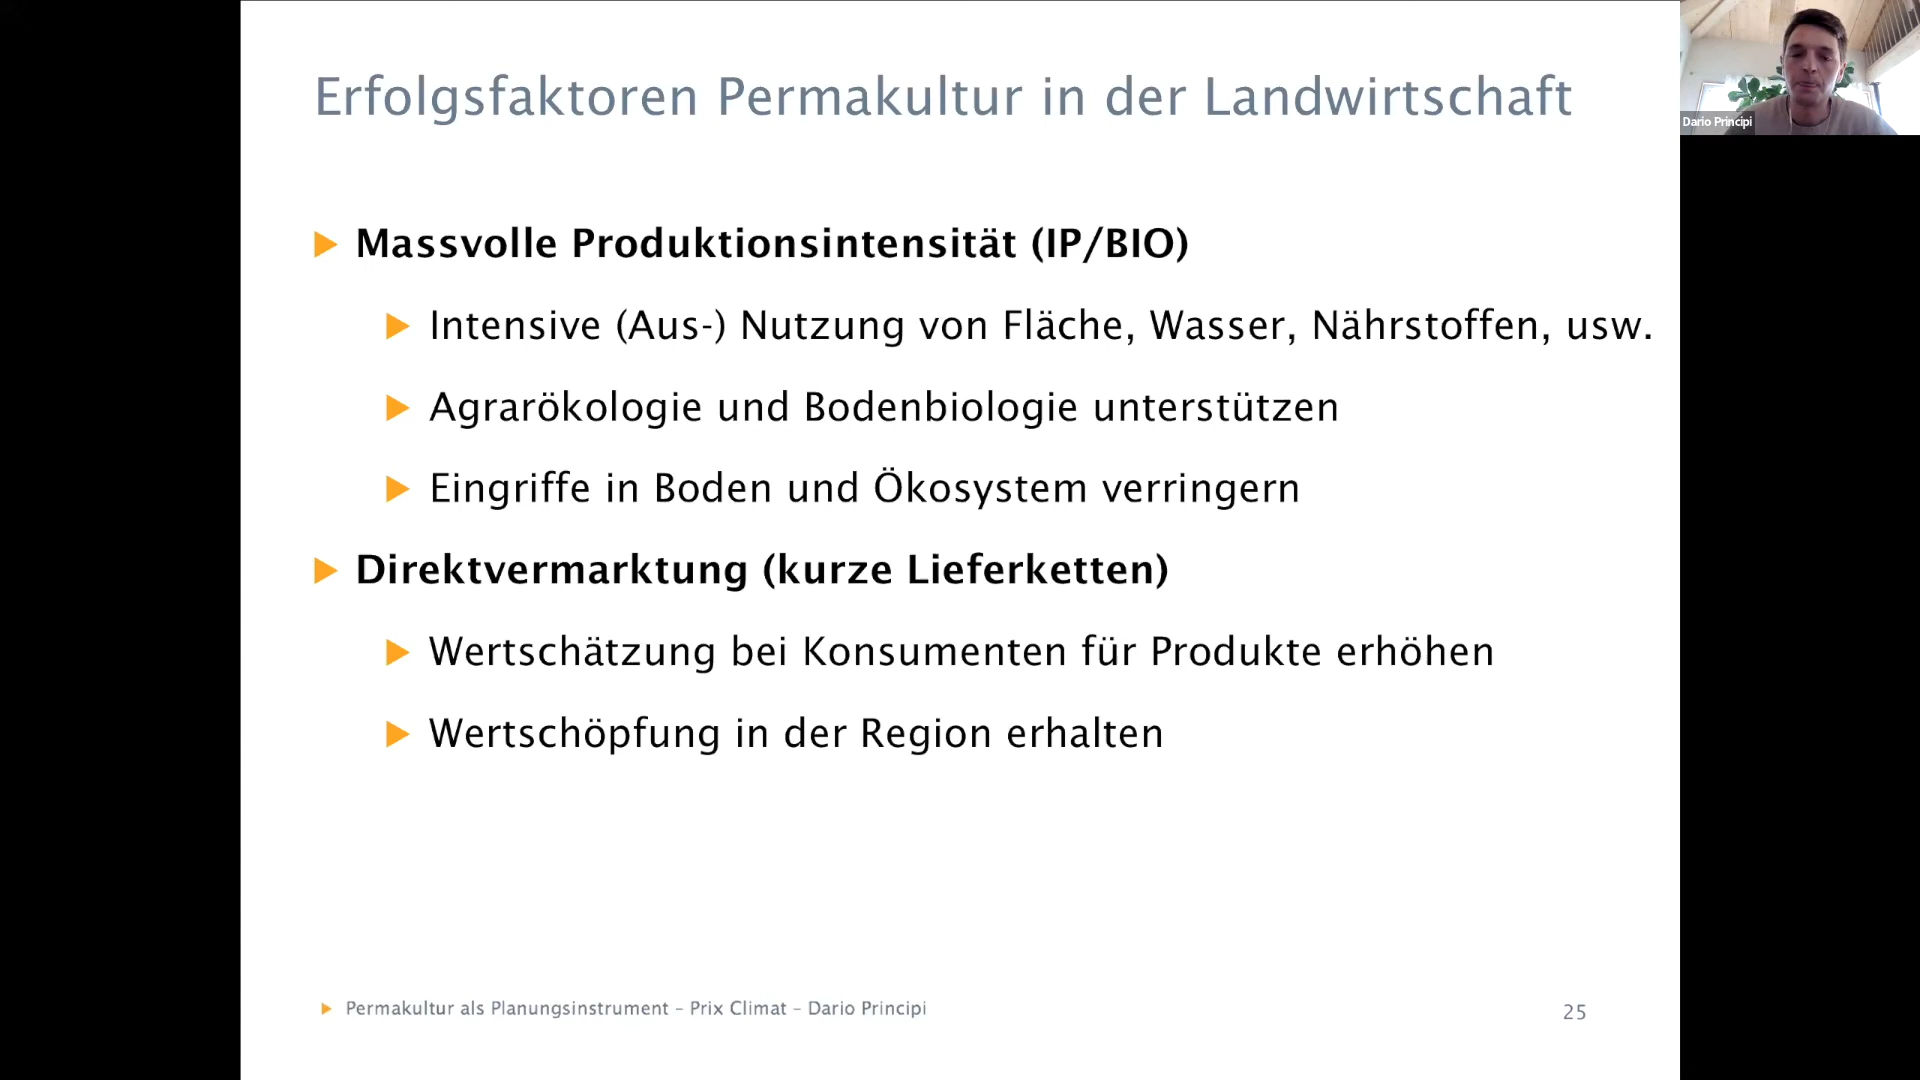 Erfolgsfaktoren Permakultur in der Landwirtschaft
Dario Principi
Massvolle Produktionsintensität (IP/BIO)
Intensive (Aus-) Nutzung von Fläche, Wasser, Nährstoffen, usw.
Agrarökologie und Bodenbiologie unterstützen
Eingriffe in Boden und Ökosystem verringern
Direktvermarktung (kurze Lieferketten)
Wertschätzung bei Konsumenten für Produkte erhöhen
Wertschöpfung in der Region erhalten
Permakultur als Planungsinstrument – Prix Climat – Dario Principi
25